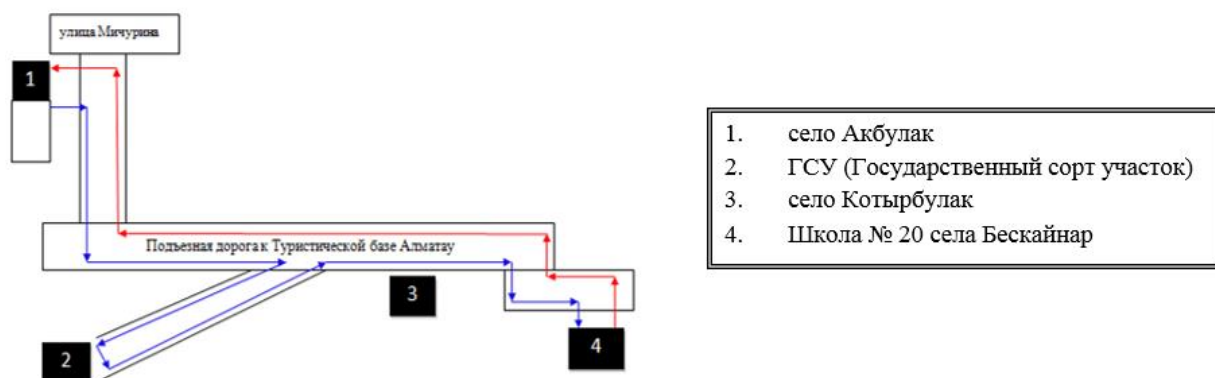 улица Мичурина
1
Подъезная дорога к Туристической базе Алматау
3
2
4
1. село Акбулак
2. ГСУ (Государственный сорт участок)
3. село Котырбулак
4. Школа № 20 села Бескайнар